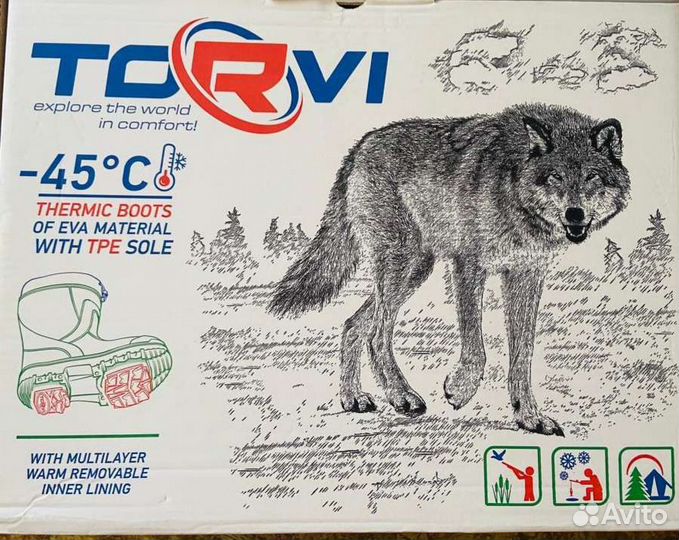 TORVI
explore the world
in comfort!
-45°C
THERMIC BOOTS
OF EVA MATERIAL
WITH TPE SOLE
WITH MULTILAYER
WARM REMOVABLE
INNER LINING
Avito